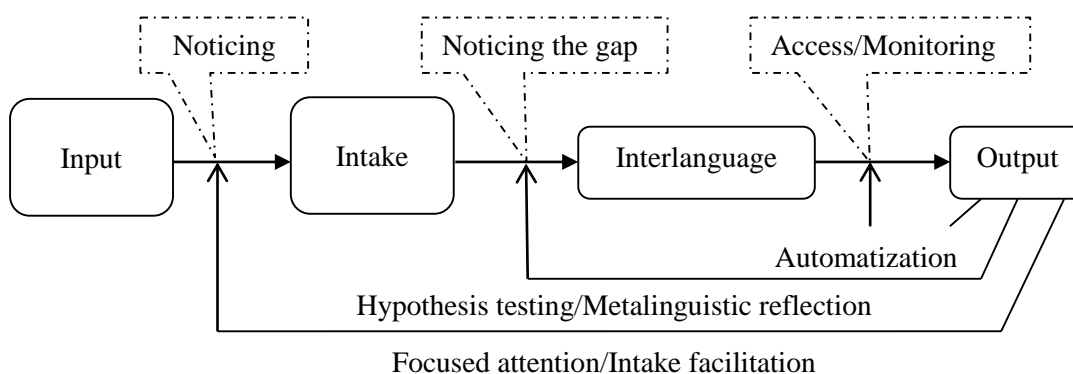 Noticing
Noticing the gap
Access/Monitoring
Input
Intake
Interlanguage
Output
Automatization
Hypothesis testing/Metalinguistic reflection
Focused attention/Intake facilitation